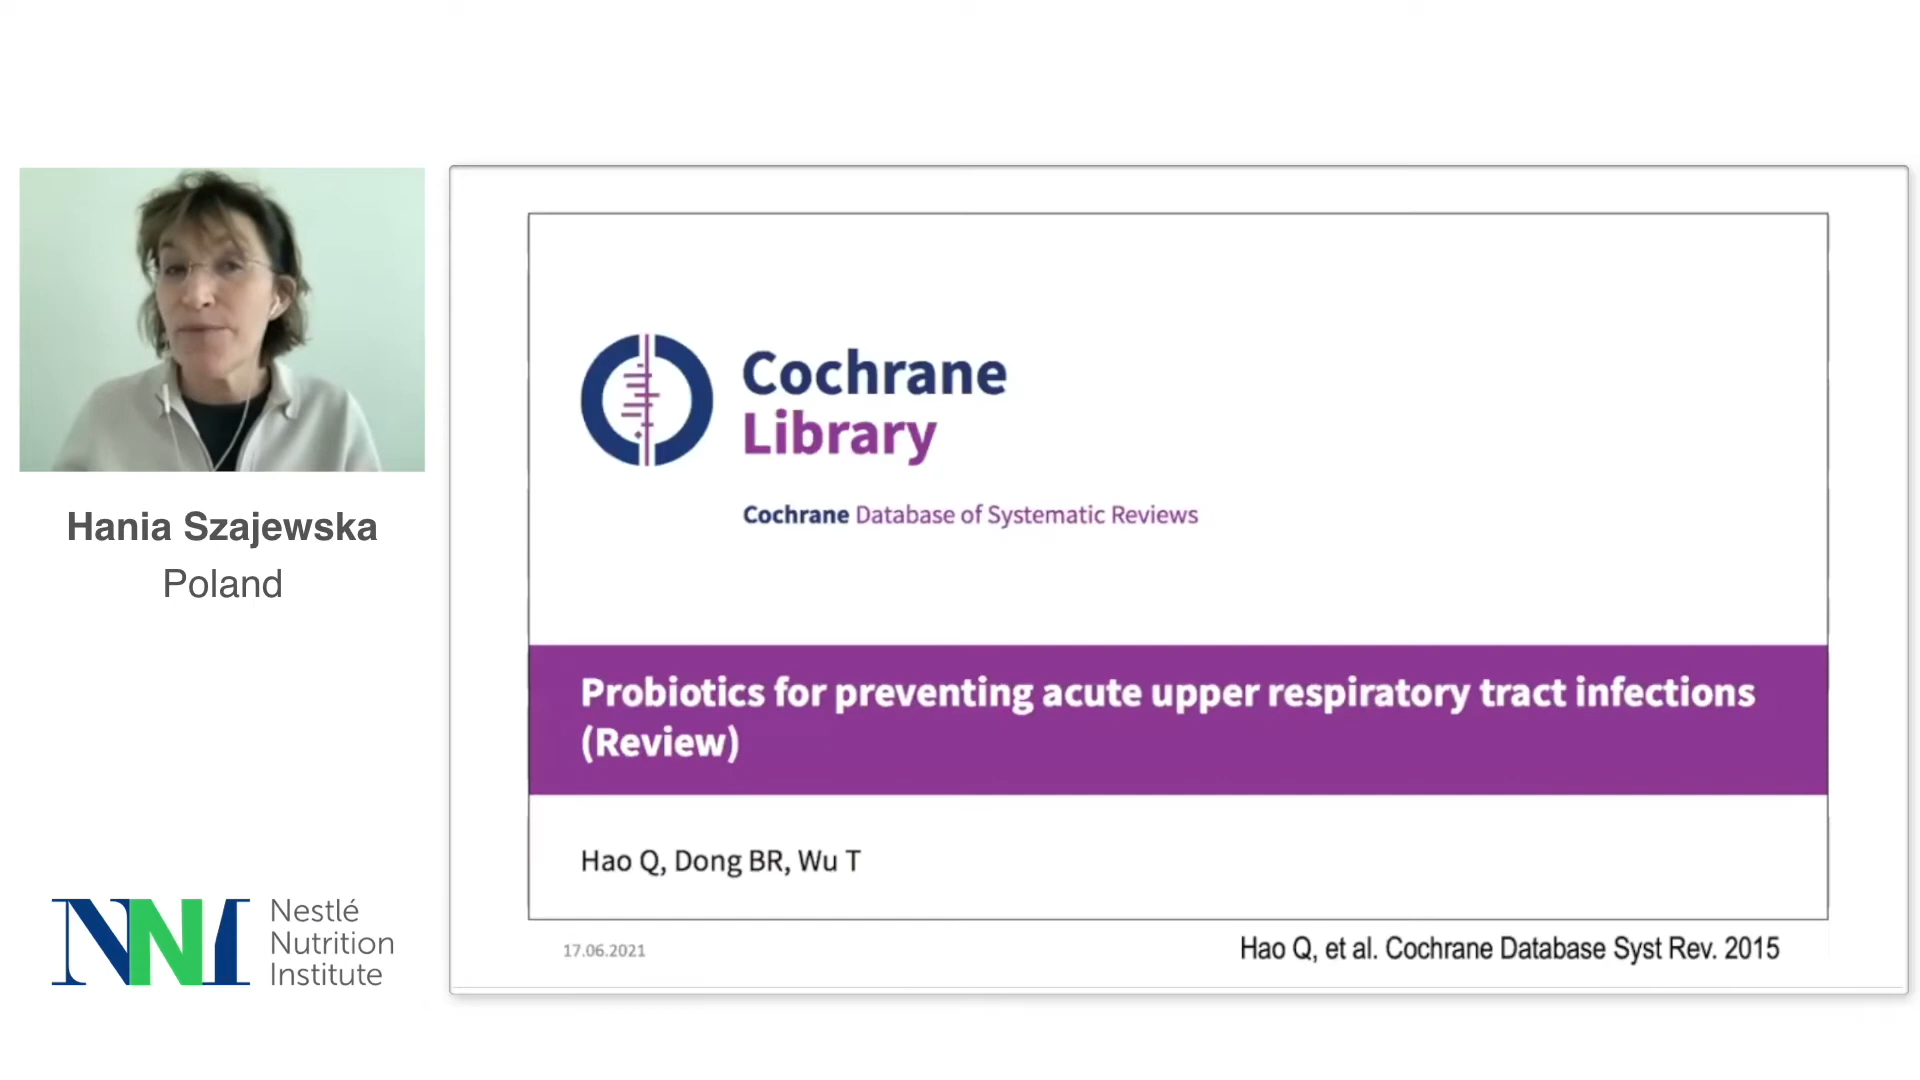 Hania Szajewska
Poland
Nestlé
Nutrition
Institute
NNI
Cochrane
Library
Cochrane Database of Systematic Reviews
Probiotics for preventing acute upper respiratory tract infections
(Review)
Hao Q, Dong BR, Wu T
17.06.2021
Hao Q, et al. Cochrane Database Syst Rev. 2015